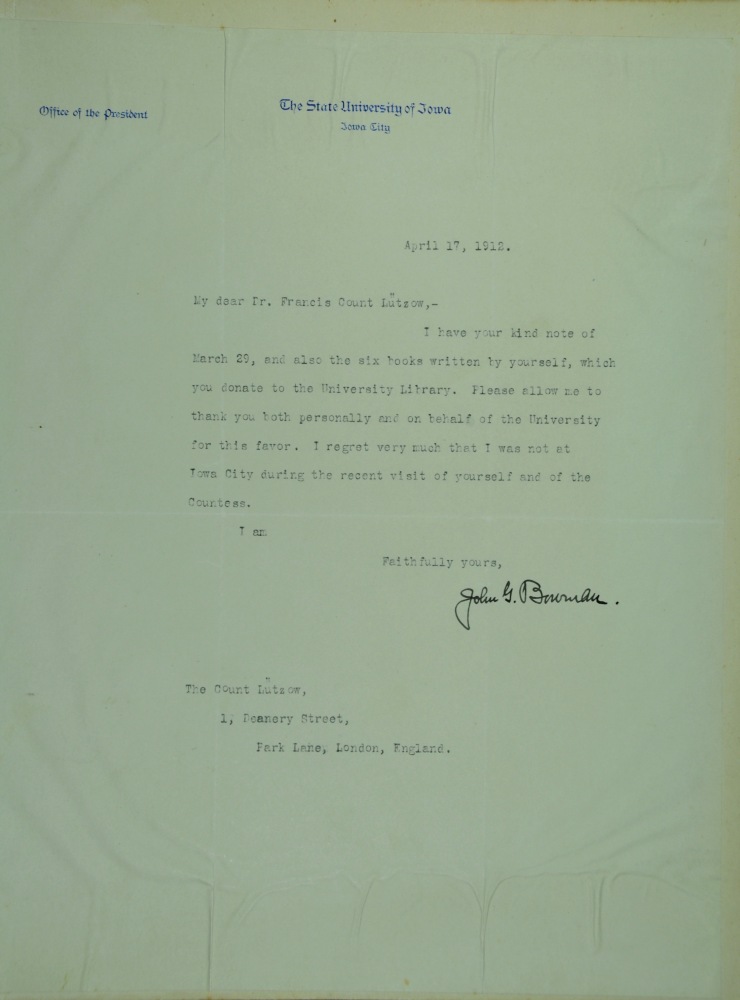 Office of the President
The State University of Iowa
Iowa City
April 17, 1912.
My dear Dr. Francis Count Lützow,-
I have your kind note of
March 29, and also the six books written by yourself, which
you donate to the University Library. Please allow me to
thank you both personally and on behalf of the University
for this favor. I regret very much that I was not at
Iowa City during the recent visit of yourself and of the
Countess.
I am
Faithfully yours,
John G. Bowman.
The Count Lützow,
1, Deanery Street,
Park Lane, London, England.